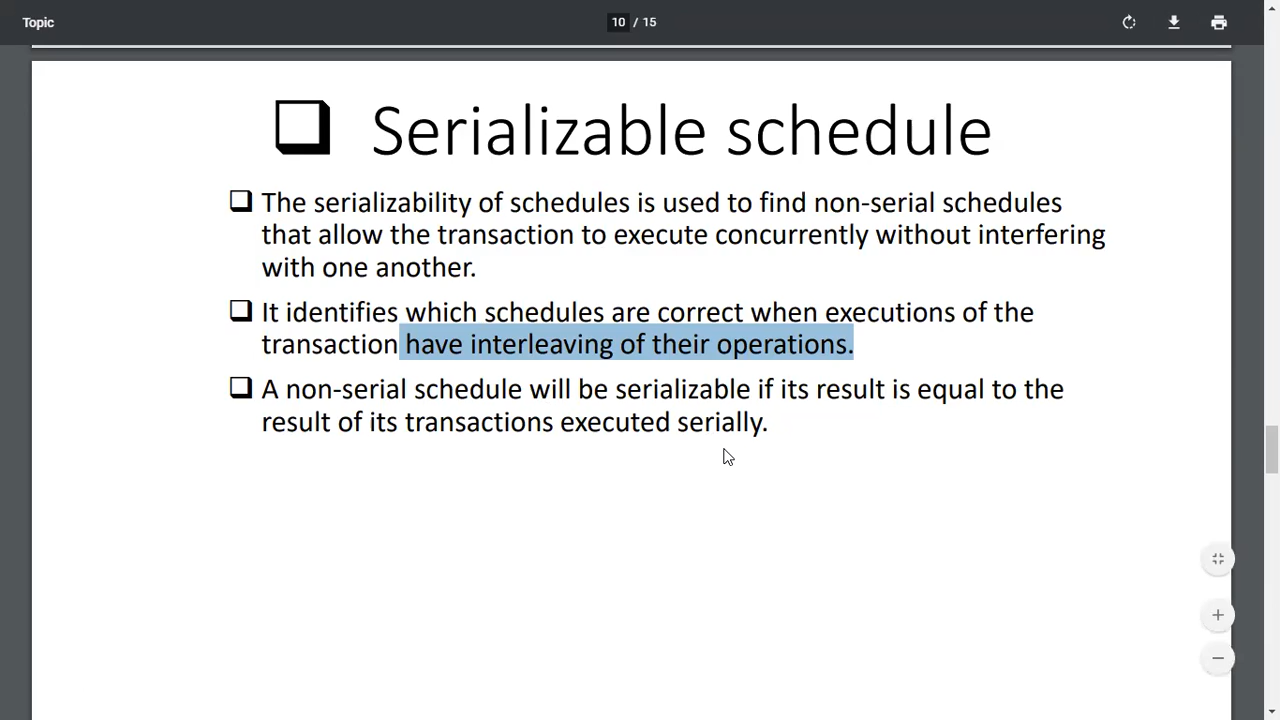 Topic
10 / 15
Serializable schedule
The serializability of schedules is used to find non-serial schedules
that allow the transaction to execute concurrently without interfering
with one another.
It identifies which schedules are correct when executions of the
transaction have interleaving of their operations.
A non-serial schedule will be serializable if its result is equal to the
result of its transactions executed serially.